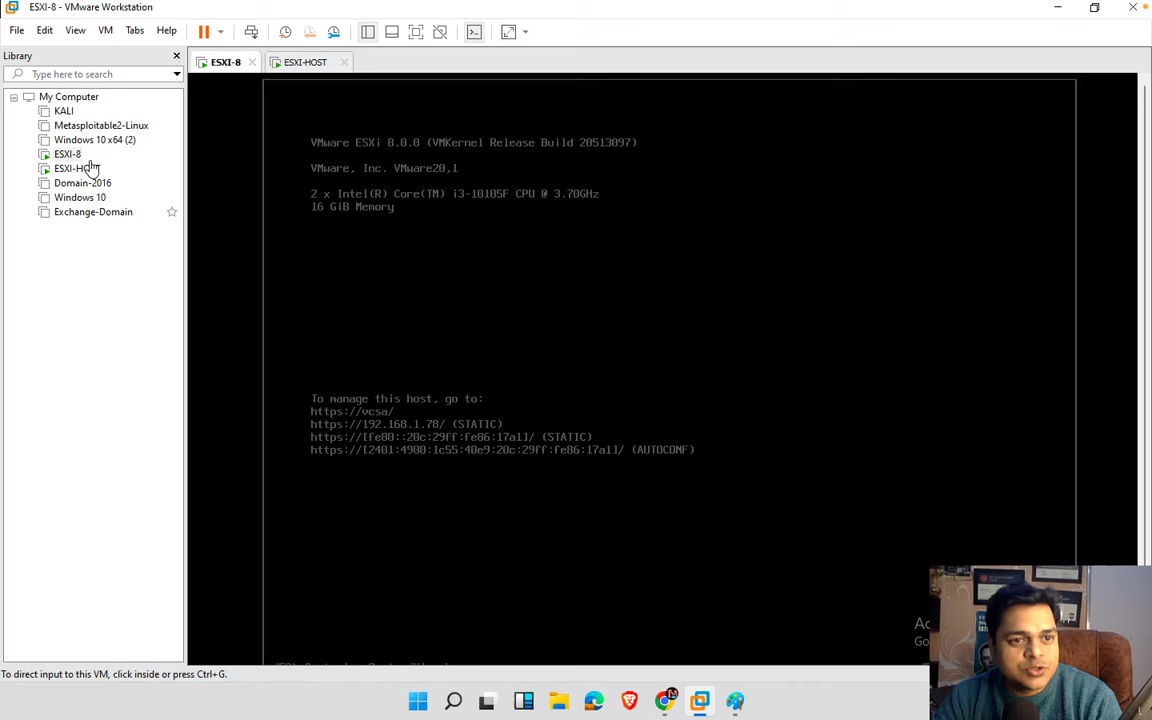 ESXI-8 - VMware Workstation
File Edit View VM Tabs Help
Library
Type here to search
ESXI-8
ESXI-HOST
My Computer
KALI
Metasploitable2-Linux
Windows 10 x64 (2)
ESXI-8
ESXI-HO
Domain-2016
Windows 10
Exchange-Domain
VMware ESXi 8.0.0 (VMKernel Release Build 20513097)
VMware, Inc. VMware20,1
2 x Intel(R) Core(TM) i3-10105F CPU @ 3.70GHz
16 GiB Memory
To manage this host, go to:
https://vcsa/
https://192.168.1.78/ (STATIC)
https://[fe80::20c:29ff:fe86:17a1]/ (STATIC)
https://[2401:4900:1c55:40e9:20c:29ff:fe86:17a1]/ (AUTOCONF)
To direct input to this VM, click inside or press Ctrl+G.